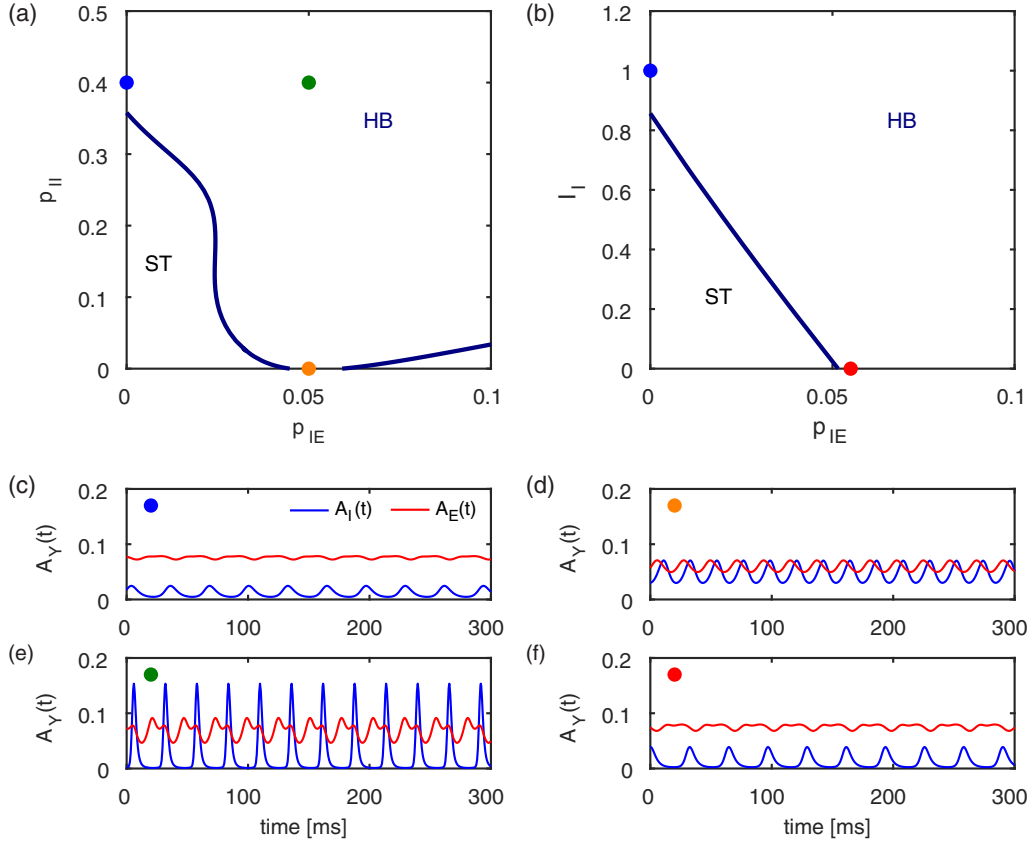 (a)
0.5
0.4
0.3
0.2
0.1
0
p II
HB
ST
0 0.05 0.1
p IE
(b)
1.2
1
0.8
0.6
0.4
0.2
0
I I
HB
ST
0 0.05 0.1
p IE
(c)
0.2
0.1
0
A Y (t)
A I (t) A E (t)
0 100 200 300
(d)
0.2
0.1
0
A Y (t)
0 100 200 300
(e)
0.2
0.1
0
A Y (t)
0 100 200 300
time [ms]
(f)
0.2
0.1
0
A Y (t)
0 100 200 300
time [ms]